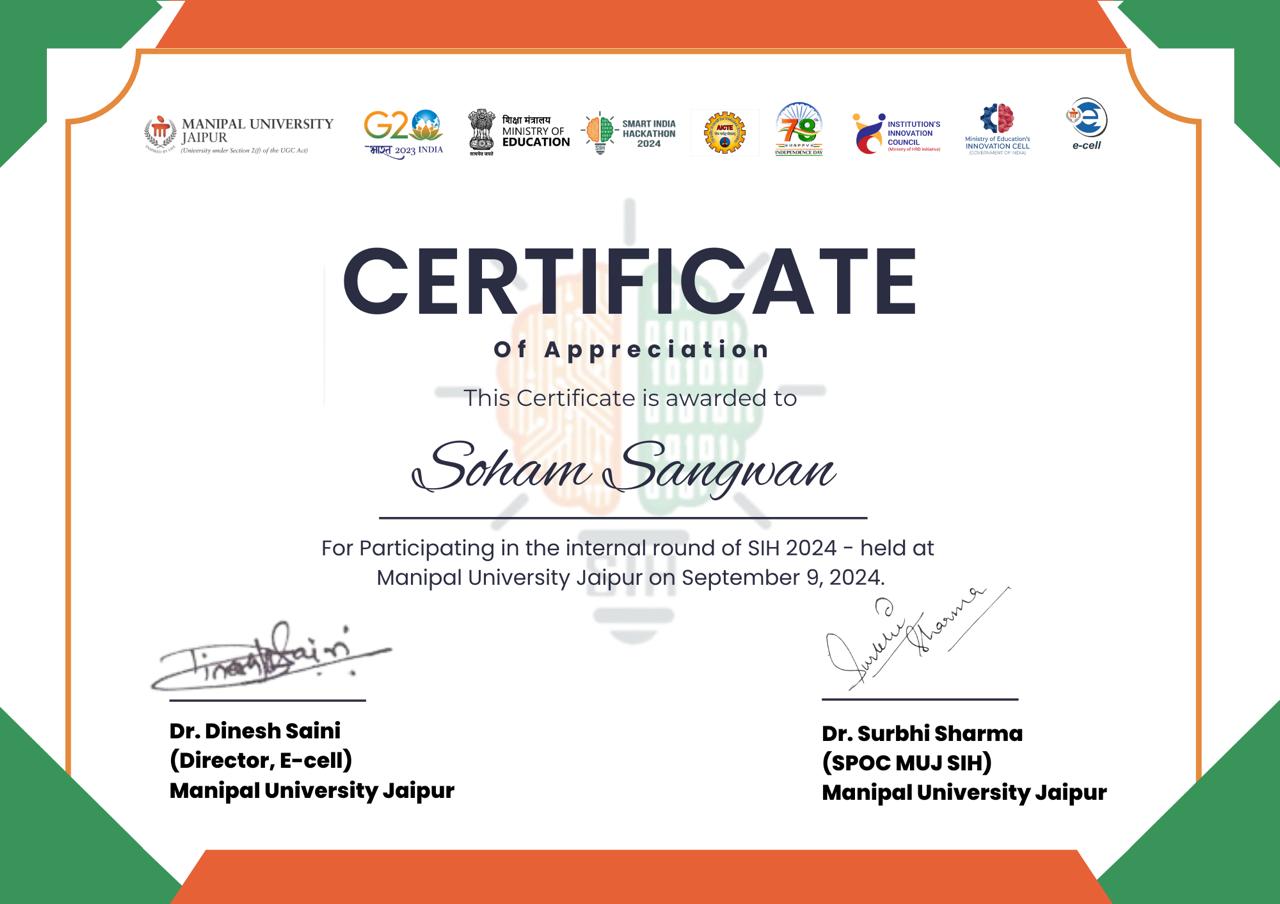 MANIPAL UNIVERSITY
JAIPUR
(University under Section 2(f) of the UGC Act)
G20
भारत 2023 INDIA
शिक्षा मंत्रालय
MINISTRY OF
EDUCATION
सत्यमेव जयते
SMART INDIA
HACKATHON
2024
AICTE
78
INDEPENDENCE DAY
INSTITUTION'S
INNOVATION
COUNCIL
(Ministry of HRD Initiative)
Ministry of Education's
INNOVATION CELL
(GOVERNMENT OF INDIA)
e-cell
CERTIFICATE
Of Appreciation
This Certificate is awarded to
Soham Sangwan
For Participating in the internal round of SIH 2024 - held at
Manipal University Jaipur on September 9, 2024.
SIH
Dinesh Saini
Surbhi Sharma
Dr. Dinesh Saini
(Director, E-cell)
Manipal University Jaipur
Dr. Surbhi Sharma
(SPOC MUJ SIH)
Manipal University Jaipur